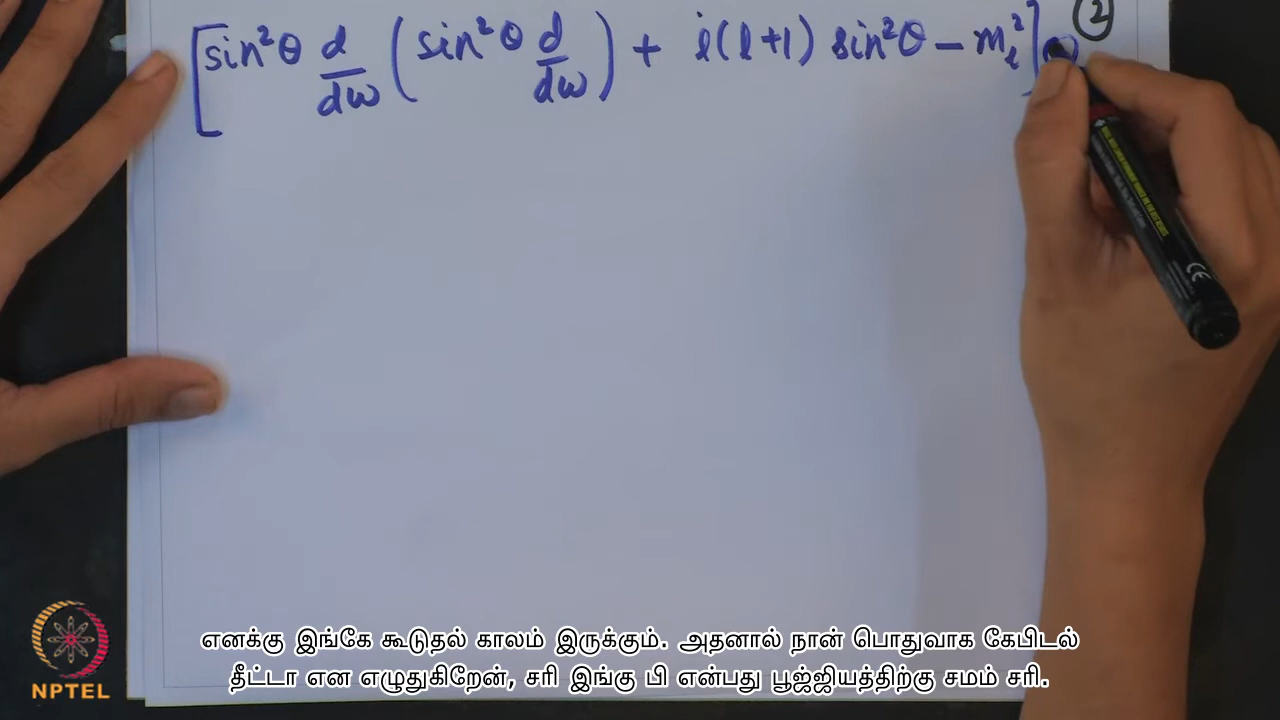 ②
[sin²θ d/dω (sin²θ d/dω) + l(l+1) sin²θ − m_l²]
எனக்கு இங்கே கூடுதல் காலம் இருக்கும். அதனால் நான் பொதுவாக கேபிடல்
தீட்டா என எழுதுகிறேன், சரி இங்கு பி என்பது பூஜ்ஜியத்திற்கு சமம் சரி.
NPTEL